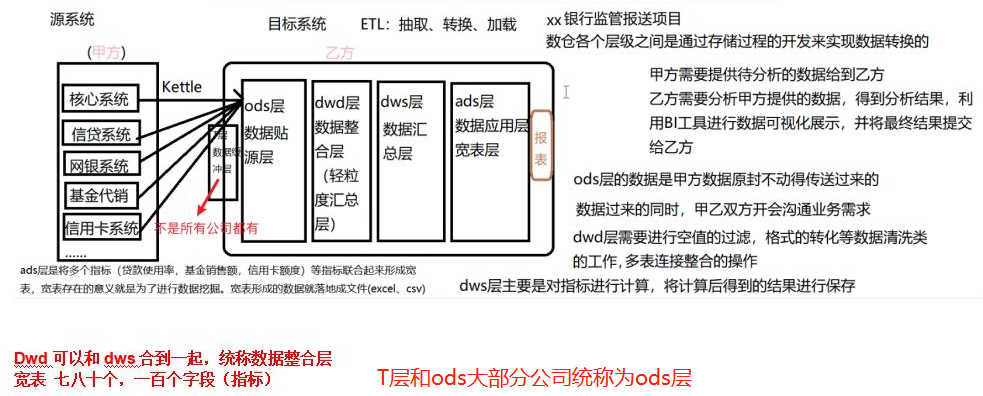 源系统
目标系统
ETL：抽取、转换、加载
xx 银行监管报送项目
数仓各个层级之间是通过存储过程的开发来实现数据转换的
(甲方)
乙方
Kettle
核心系统
信贷系统
网银系统
基金代销
信用卡系统
......
T层
数据缓
冲层
不是所有公司都有
ods层
数据贴
源层
dwd层
数据整
合层
（轻粒
度汇总
层）
dws层
数据汇
总层
ads层
数据应用层
宽表层
报
表
甲方需要提供待分析的数据给到乙方
乙方需要分析甲方提供的数据，得到分析结果，利
用BI工具进行数据可视化展示，并将最终结果提交
给乙方
ods层的数据是甲方数据原封不动得传送过来的
数据过来的同时，甲乙双方开会沟通业务需求
dwd层需要进行空值的过滤，格式的转化等数据清洗类
的工作，多表连接整合的操作
dws层主要是对指标进行计算，将计算后得到的结果进行保存
ads层是将多个指标（贷款使用率，基金销售额，信用卡额度）等指标联合起来形成宽
表，宽表存在的意义就是为了进行数据挖掘。宽表形成的数据就落地成文件(excel、csv)
Dwd 可以和 dws 合到一起，统称数据整合层
宽表 七八十个，一百个字段（指标）
T层和ods大部分公司统称为ods层